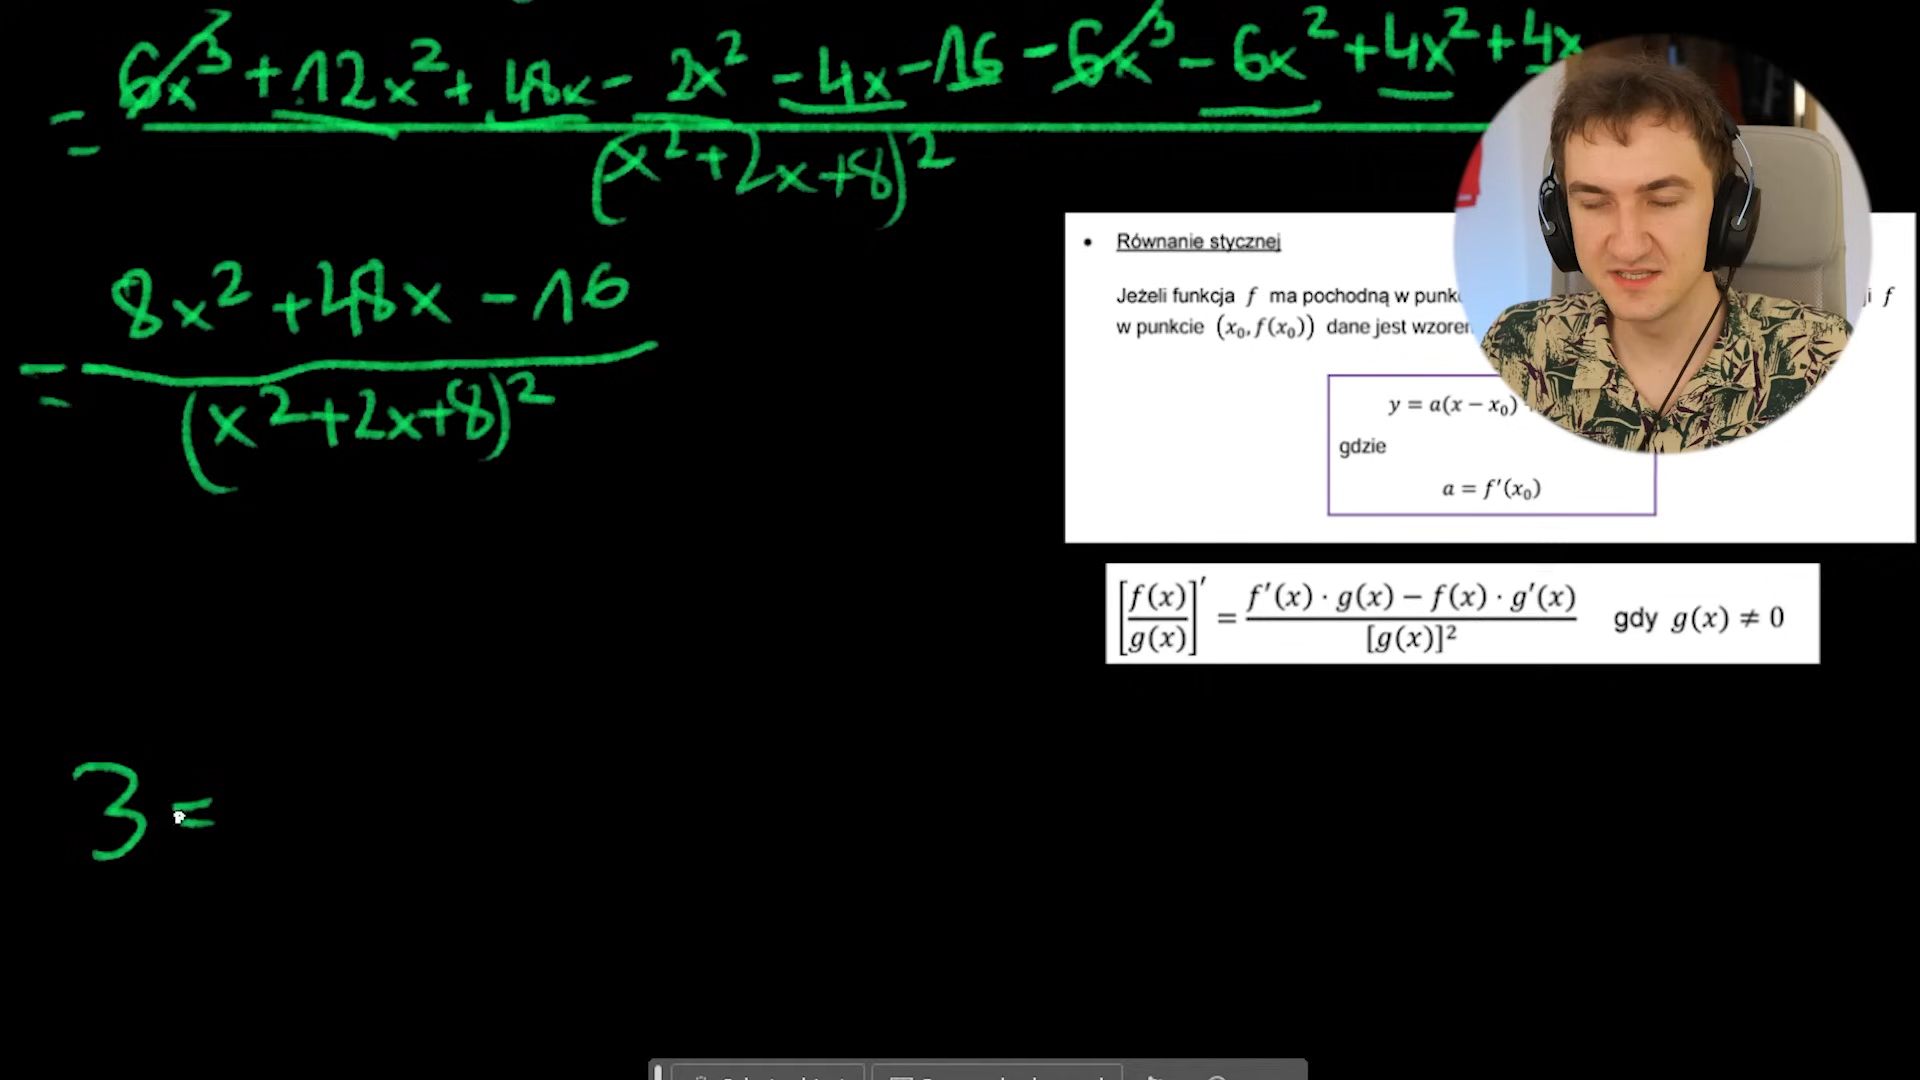 = 6x³ + 12x² + 48x - 2x² - 4x - 16 - 6x³ - 6x² + 4x² + 4x
(x² + 2x + 8)²
= 8x² + 48x - 16
(x² + 2x + 8)²
• Równanie stycznej
Jeżeli funkcja f ma pochodną w f
w punkcie (x₀, f(x₀)) dane jest
y = a(x − x₀)
gdzie
a = f′(x₀)
[f(x)/g(x)]′ = f′(x) · g(x) − f(x) · g′(x) / [g(x)]² gdy g(x) ≠ 0
3 =